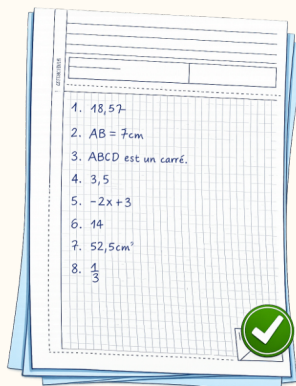 1. 18,57
2. AB = 7cm
3. ABCD est un carré.
4. 3,5
5. -2x+3
6. 14
7. 52,5cm²
8. 1/3